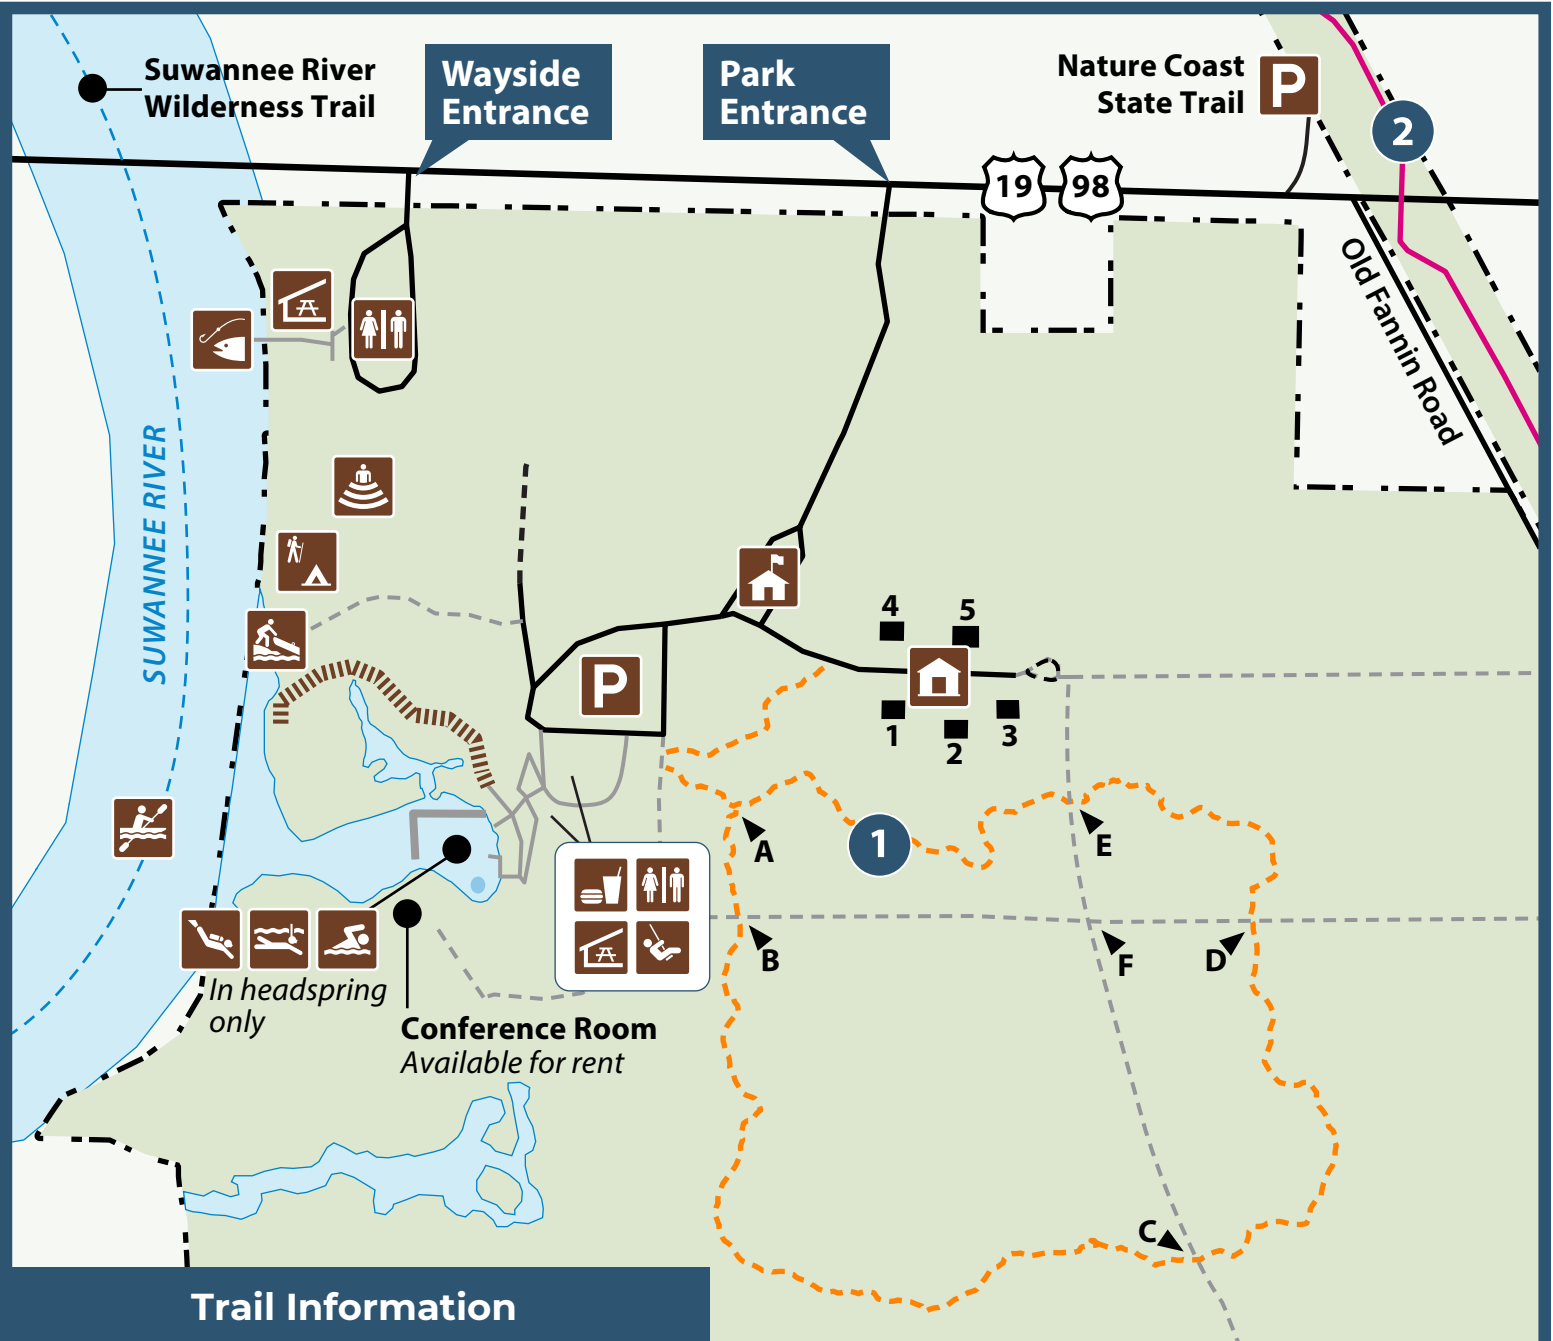 Suwannee River
Wilderness Trail
Wayside
Entrance
Park
Entrance
Nature Coast
State Trail
P
2
19
98
Old Fannin Road
SUWANNEE RIVER
4
5
P
1
2
3
1
A
E
B
F
D
In headspring
only
Conference Room
Available for rent
C
Trail Information